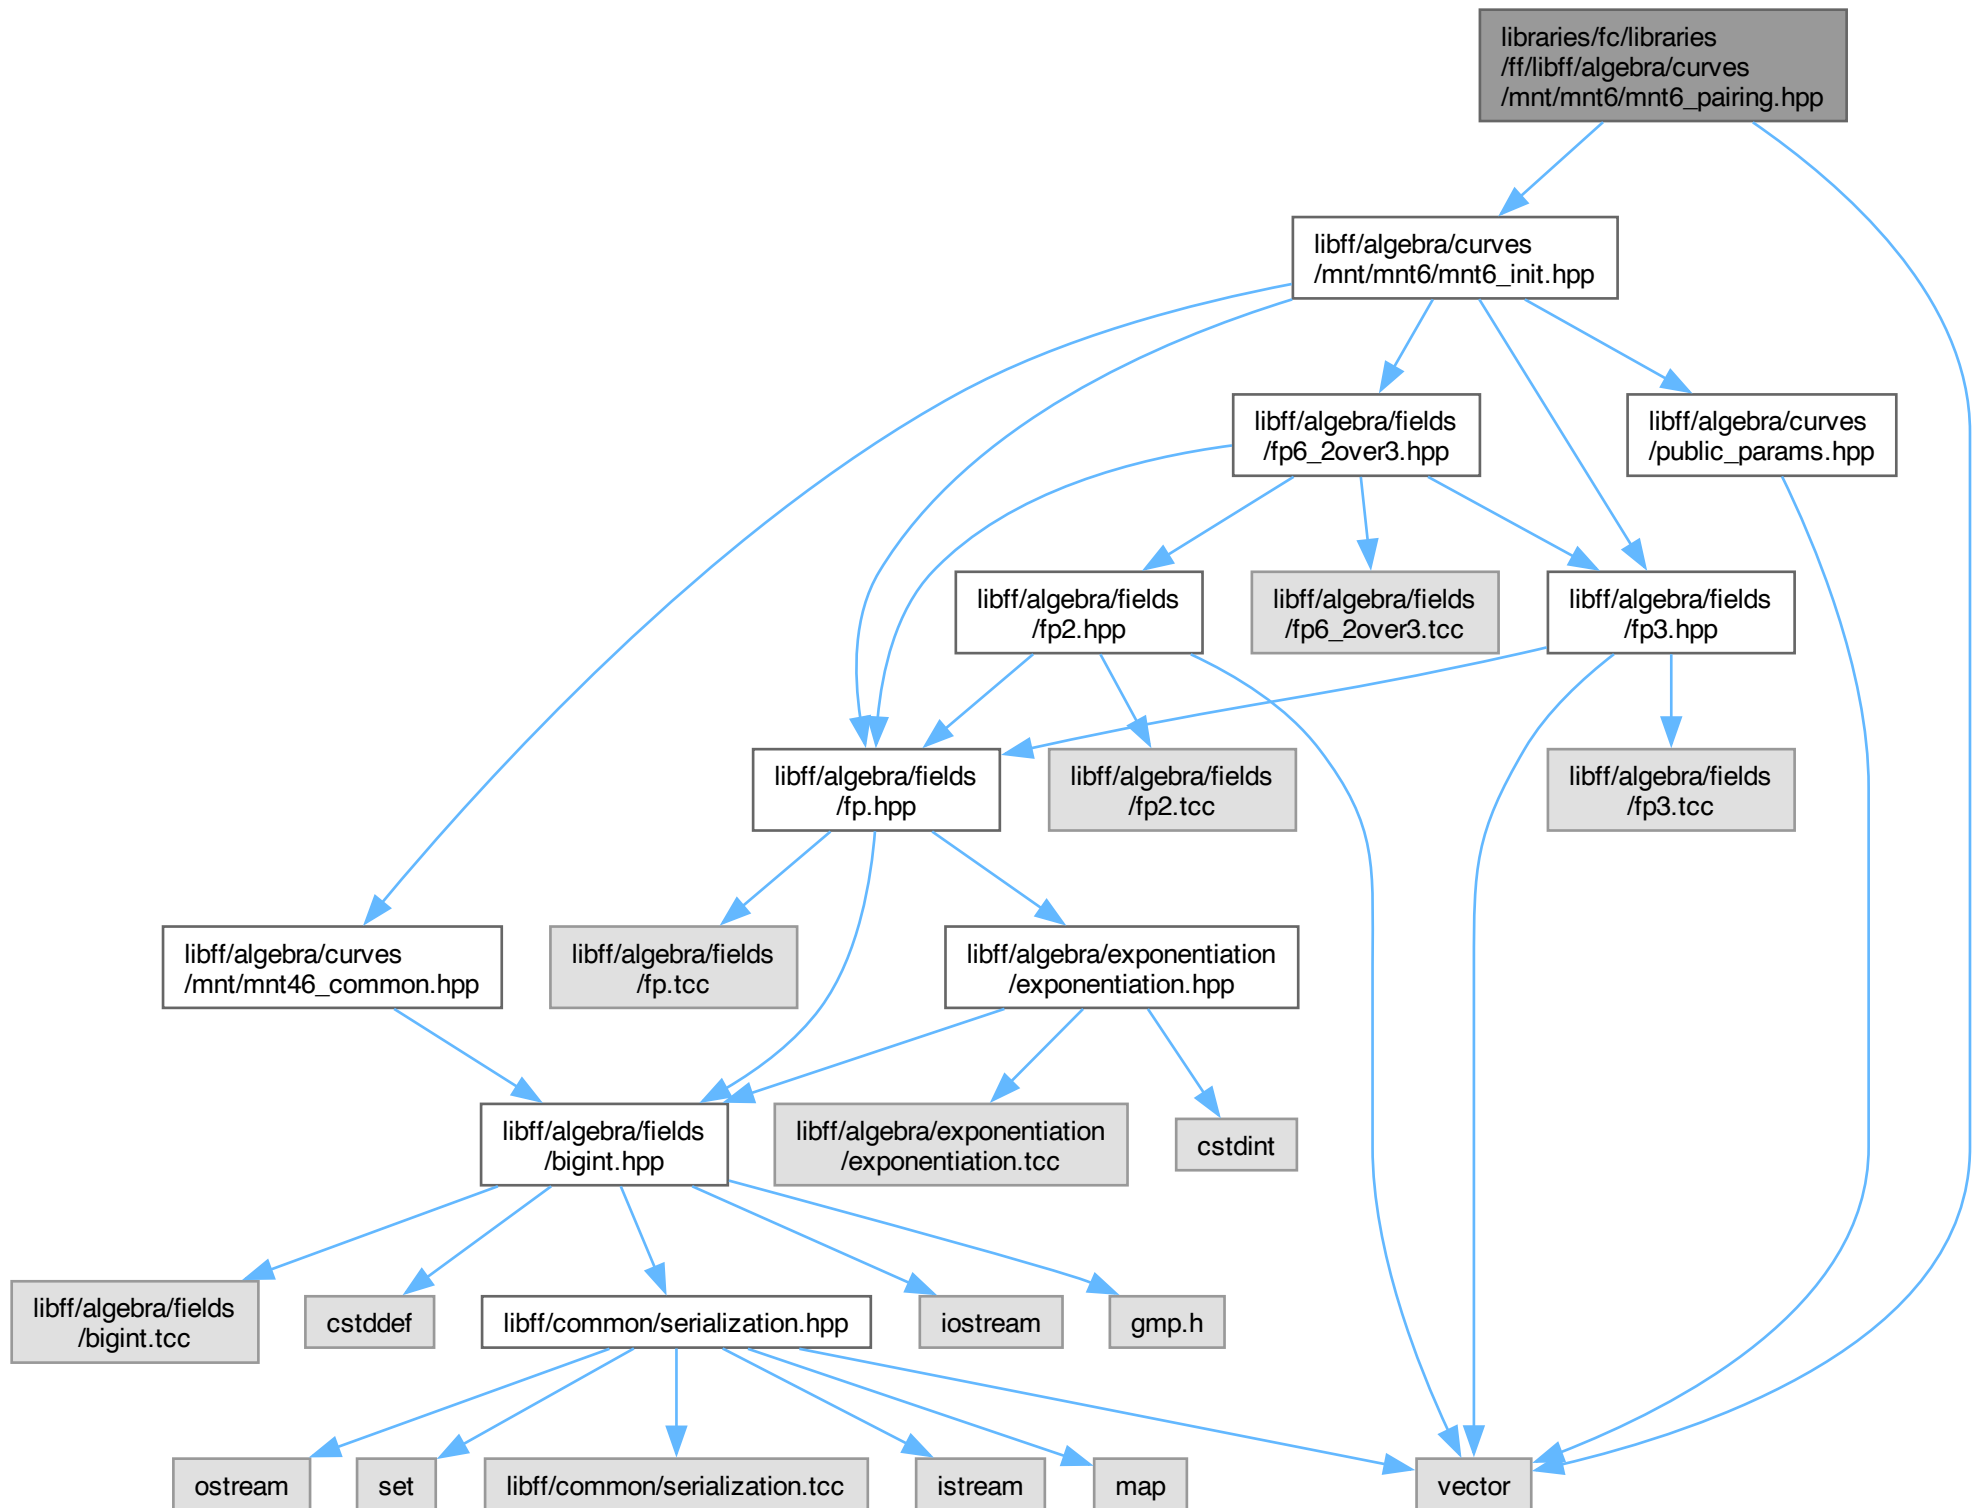 libraries/fc/libraries
/ff/libff/algebra/curves
/mnt/mnt6/mnt6_pairing.hpp
libff/algebra/curves
/mnt/mnt6/mnt6_init.hpp
libff/algebra/fields
/fp6_2over3.hpp
libff/algebra/curves
/public_params.hpp
libff/algebra/fields
/fp2.hpp
libff/algebra/fields
/fp6_2over3.tcc
libff/algebra/fields
/fp3.hpp
libff/algebra/fields
/fp.hpp
libff/algebra/fields
/fp2.tcc
libff/algebra/fields
/fp3.tcc
libff/algebra/curves
/mnt/mnt46_common.hpp
libff/algebra/fields
/fp.tcc
libff/algebra/exponentiation
/exponentiation.hpp
libff/algebra/fields
/bigint.hpp
libff/algebra/exponentiation
/exponentiation.tcc
cstdint
libff/algebra/fields
/bigint.tcc
cstddef
libff/common/serialization.hpp
iostream
gmp.h
ostream
set
libff/common/serialization.tcc
istream
map
vector